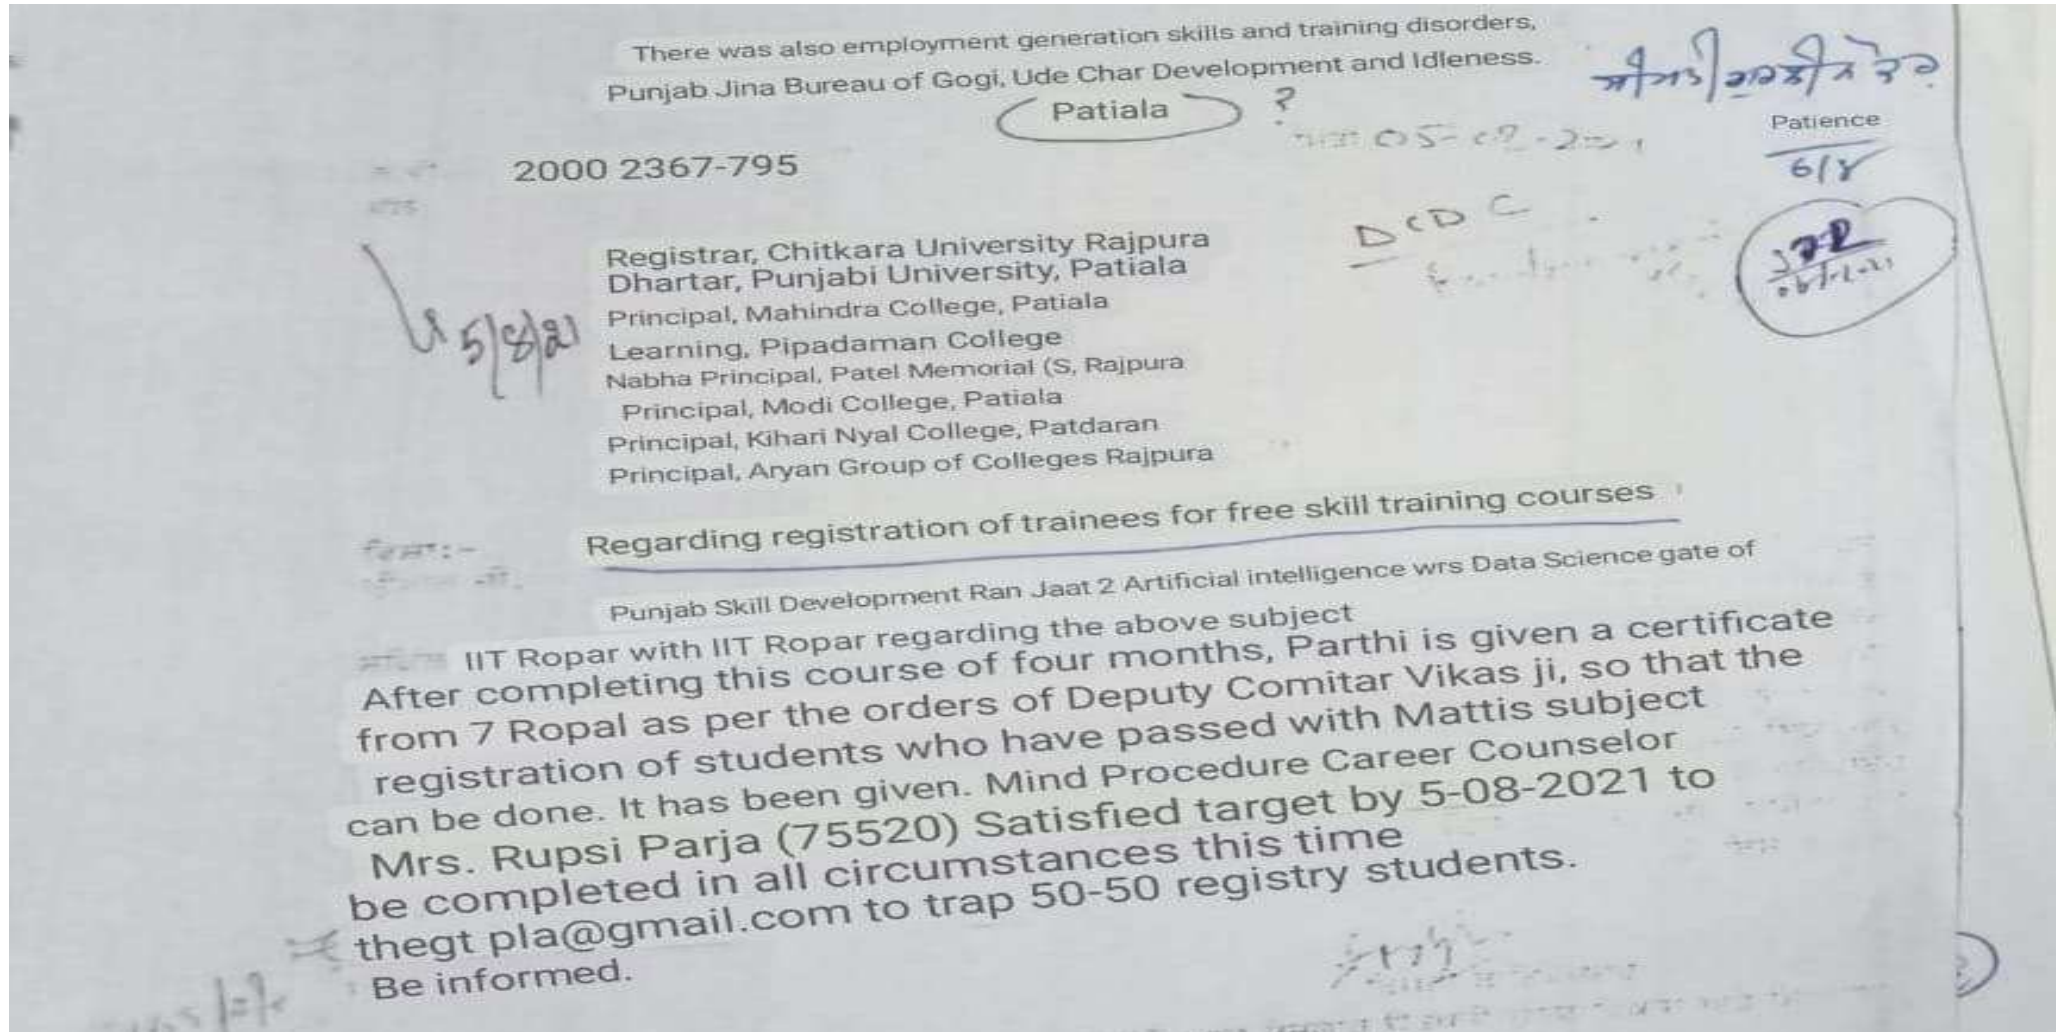 There was also employment generation skills and training disorders,
Punjab Jina Bureau of Gogi, Ude Char Development and Idleness.
Patiala ?
Patience
6/8
2000 2367-795
DCDC
Registrar, Chitkara University Rajpura
Dhartar, Punjabi University, Patiala
Principal, Mahindra College, Patiala
5/8/21
Learning, Pipadaman College
Nabha Principal, Patel Memorial (S, Rajpura
Principal, Modi College, Patiala
Principal, Kihari Nyal College, Patdaran
Principal, Aryan Group of Colleges Rajpura
Regarding registration of trainees for free skill training courses
Punjab Skill Development Ran Jaat 2 Artificial intelligence wrs Data Science gate of
IIT Ropar with IIT Ropar regarding the above subject
After completing this course of four months, Parthi is given a certificate
from 7 Ropal as per the orders of Deputy Comitar Vikas ji, so that the
registration of students who have passed with Mattis subject
can be done. It has been given. Mind Procedure Career Counselor
Mrs. Rupsi Parja (75520) Satisfied target by 5-08-2021 to
be completed in all circumstances this time
thegt pla@gmail.com to trap 50-50 registry students.
Be informed.